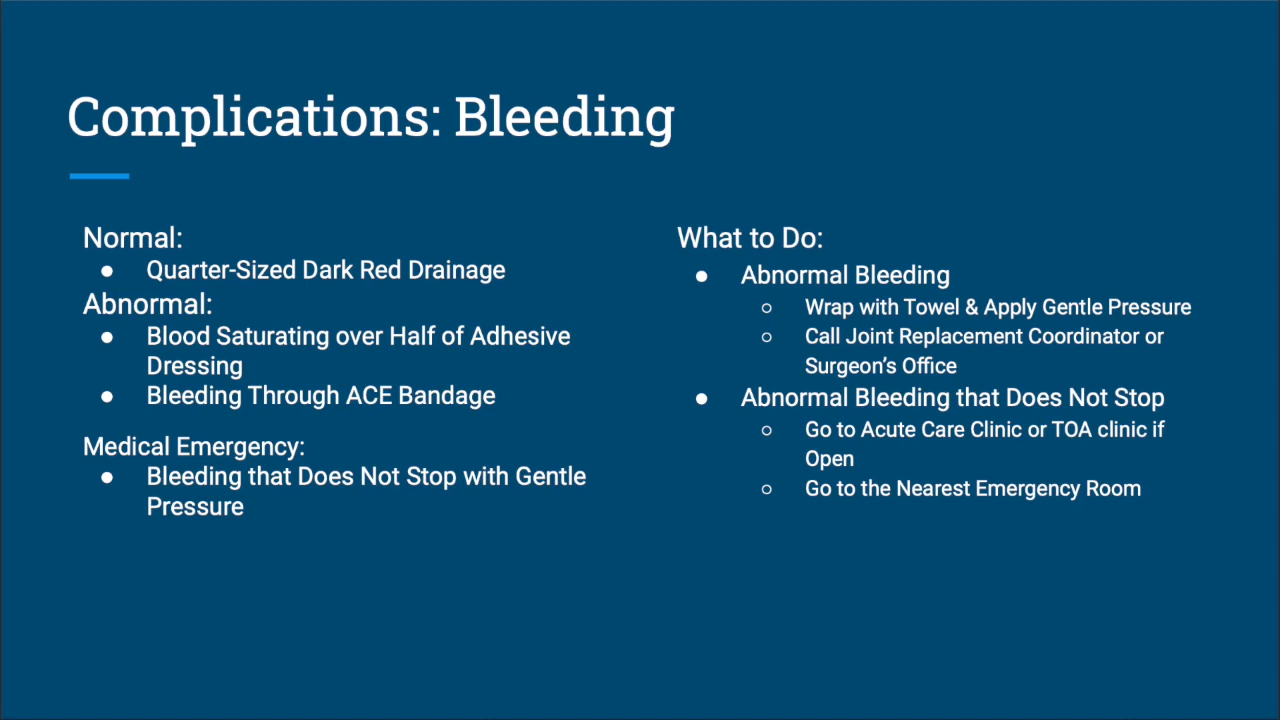 Complications: Bleeding
Normal:
● Quarter-Sized Dark Red Drainage
Abnormal:
● Blood Saturating over Half of Adhesive
Dressing
● Bleeding Through ACE Bandage
Medical Emergency:
● Bleeding that Does Not Stop with Gentle
Pressure
What to Do:
● Abnormal Bleeding
○ Wrap with Towel & Apply Gentle Pressure
○ Call Joint Replacement Coordinator or
Surgeon’s Office
● Abnormal Bleeding that Does Not Stop
○ Go to Acute Care Clinic or TOA clinic if
Open
○ Go to the Nearest Emergency Room